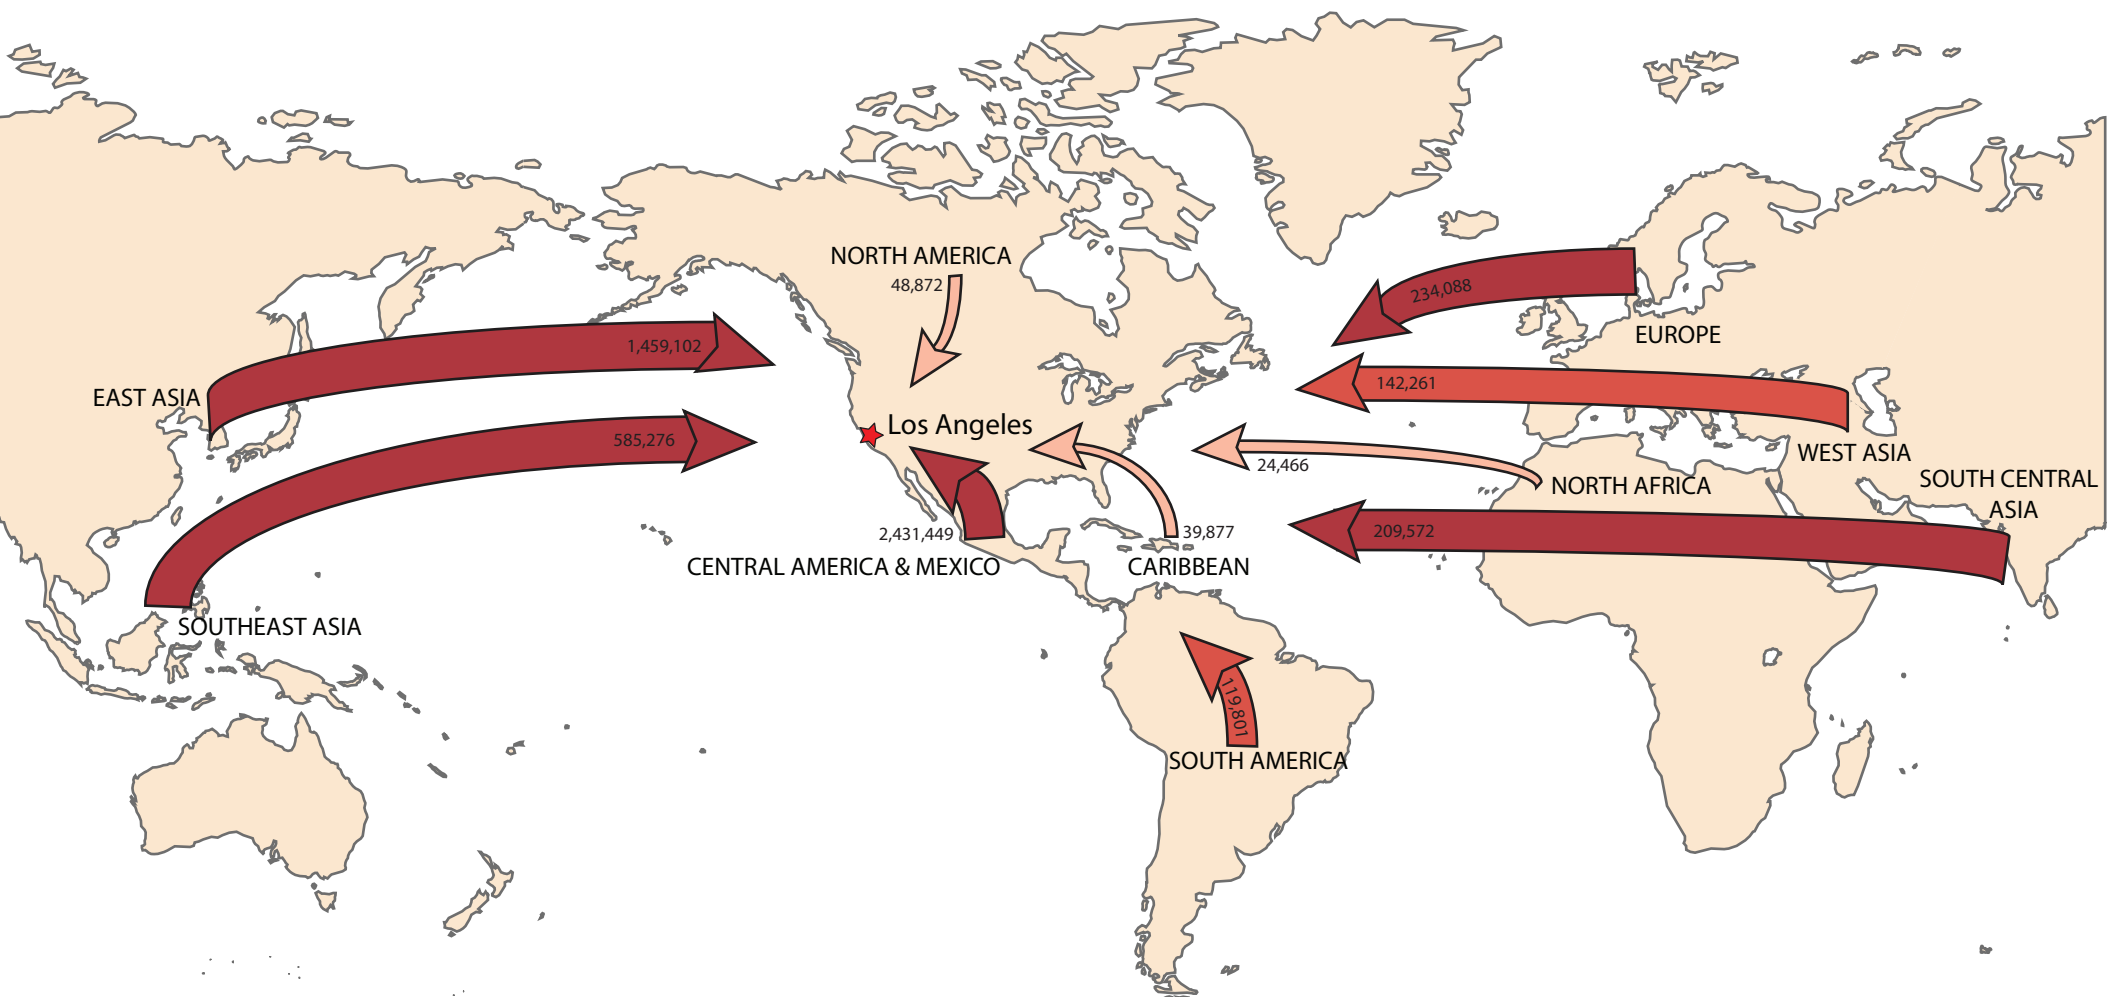 NORTH AMERICA
48,872
234,088
EUROPE
1,459,102
EAST ASIA
142,261
Los Angeles
585,276
WEST ASIA
24,466
NORTH AFRICA
SOUTH CENTRAL
ASIA
209,572
2,431,449
CENTRAL AMERICA & MEXICO
39,877
CARIBBEAN
SOUTHEAST ASIA
119,801
SOUTH AMERICA